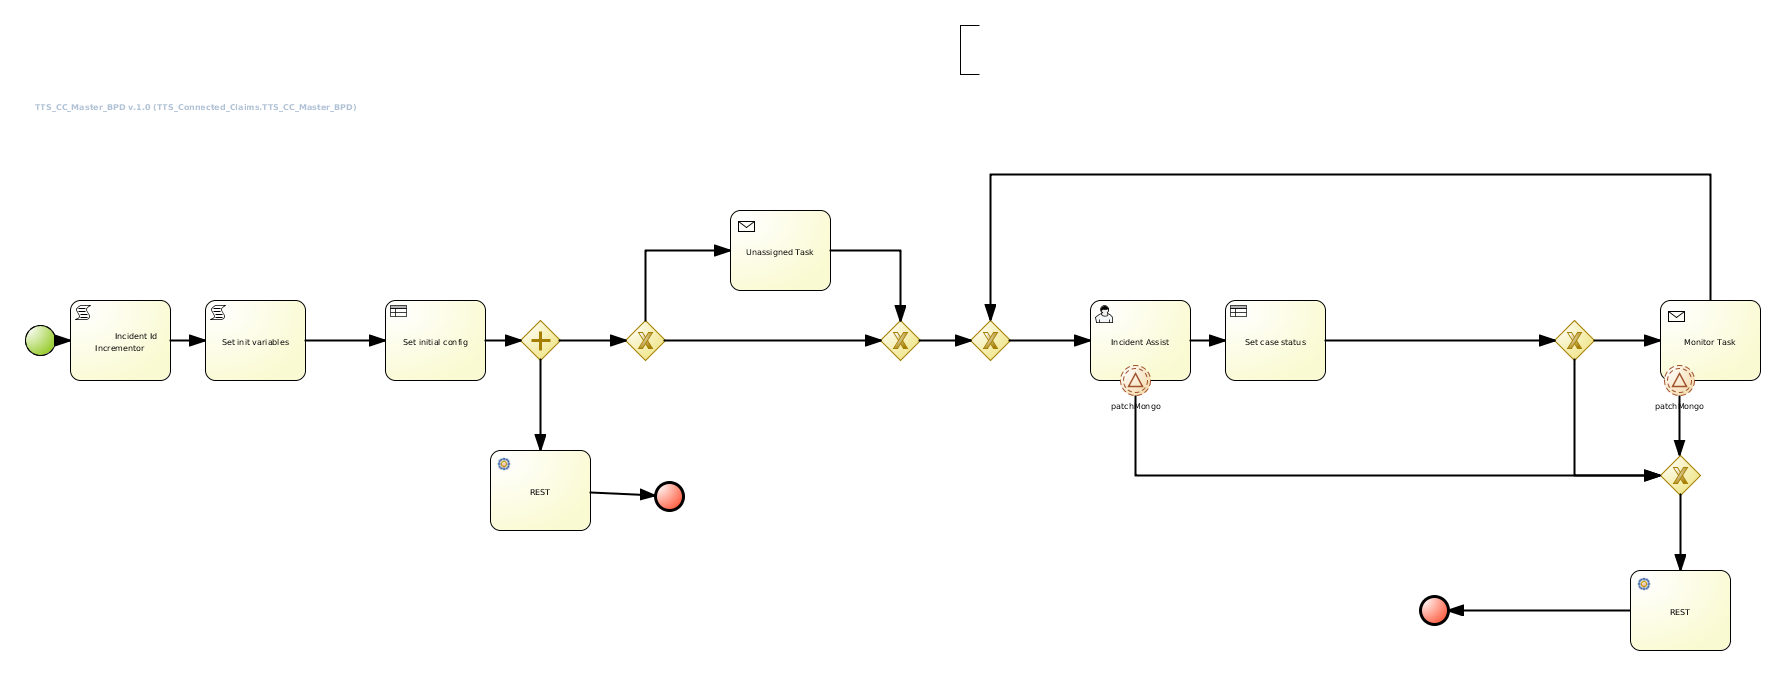 TTS_CC_Master_BPD v.1.0 (TTS_Connected_Claims.TTS_CC_Master_BPD)
Unassigned Task
Incident Id
Incrementor
Set init variables
Set initial config
Incident Assist
Set case status
Monitor Task
patchMongo
patchMongo
REST
REST